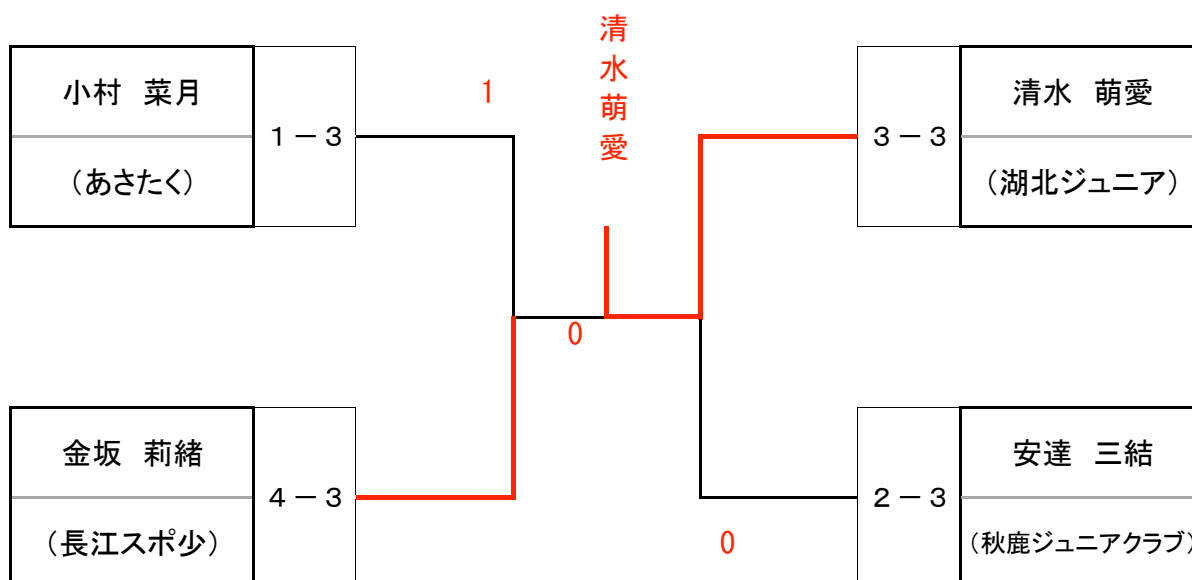 清水萌愛
小村　菜月
(あさたく)
1－3
1
清水　萌愛
(湖北ジュニア)
3－3
0
金坂　莉緒
(長江スポ少)
4－3
安達　三結
(秋鹿ジュニアクラブ)
2－3
0